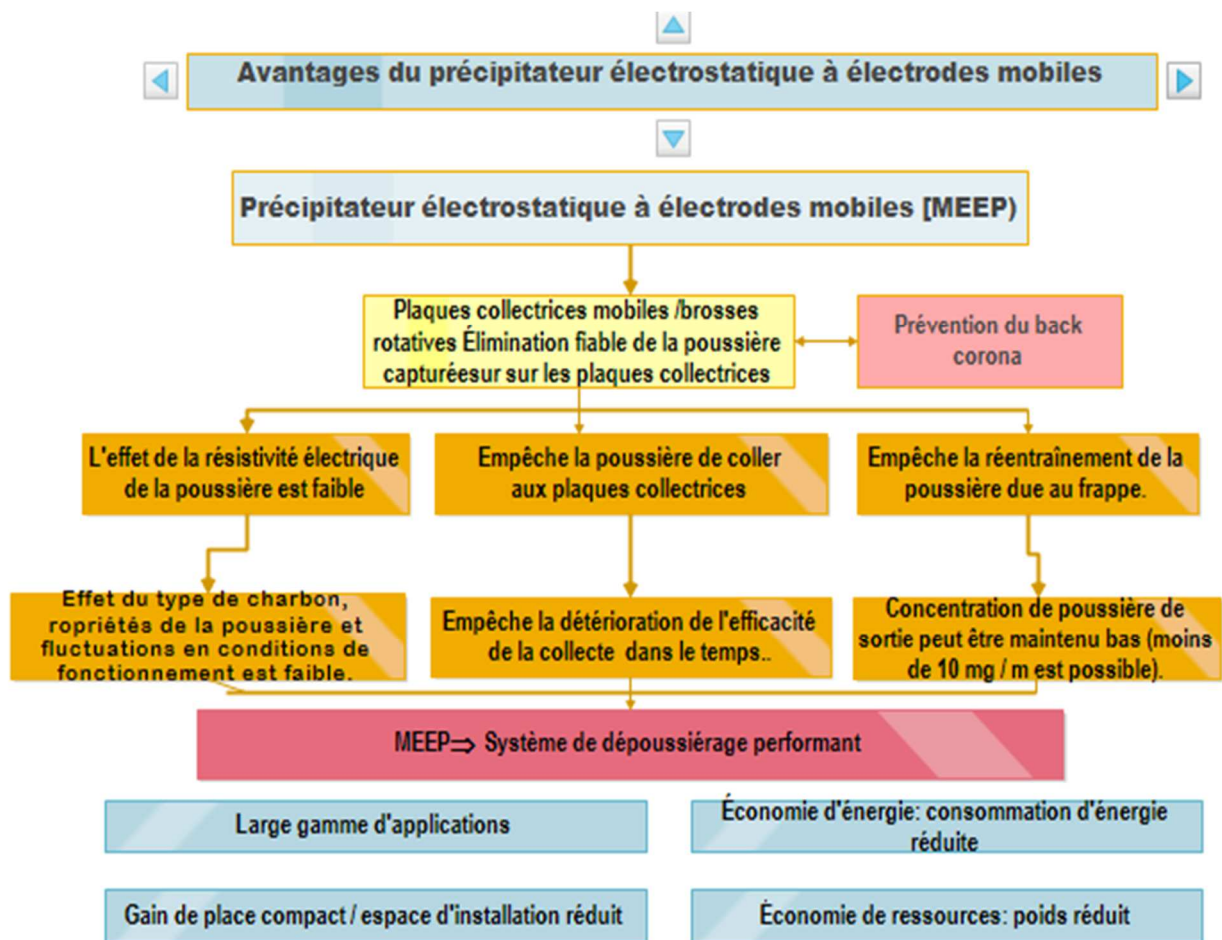 Avantages du précipitateur électrostatique à électrodes mobiles
Précipitateur électrostatique à électrodes mobiles [MEEP)
Plaques collectrices mobiles /brosses
rotatives Élimination fiable de la poussière
capturéesur sur les plaques collectrices
Prévention du back
corona
L'effet de la résistivité électrique
de la poussière est faible
Empêche la poussière de coller
aux plaques collectrices
Empêche la réentraînement de la
poussière due au frappe.
Effet du type de charbon,
ropriétés de la poussière et
fluctuations en conditions de
fonctionnement est faible.
Empêche la détérioration de l'efficacité
de la collecte dans le temps..
Concentration de poussière de
sortie peut être maintenu bas (moins
de 10 mg / m est possible).
MEEP⇒ Système de dépoussiérage performant
Large gamme d'applications
Économie d'énergie: consommation d'énergie
réduite
Gain de place compact / espace d'installation réduit
Économie de ressources: poids réduit